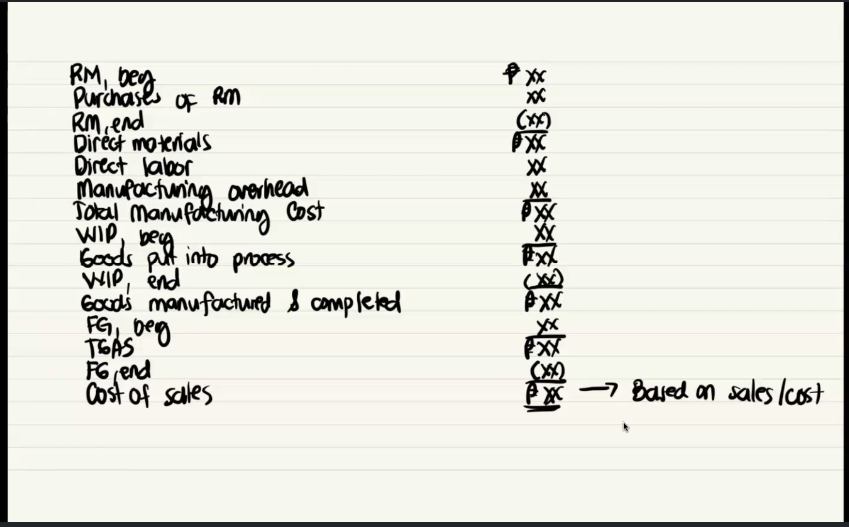 RM, beg ₱ xx
Purchases of RM xx
RM, end (xx)
Direct materials ₱ xx
Direct labor xx
Manufacturing overhead xx
Total Manufacturing Cost ₱ xx
WIP, beg xx
Goods put into process ₱ xx
WIP, end (xx)
Goods manufactured & completed ₱ xx
FG, beg xx
TGAS ₱ xx
FG, end (xx)
Cost of sales ₱ xx → Based on sales/cost